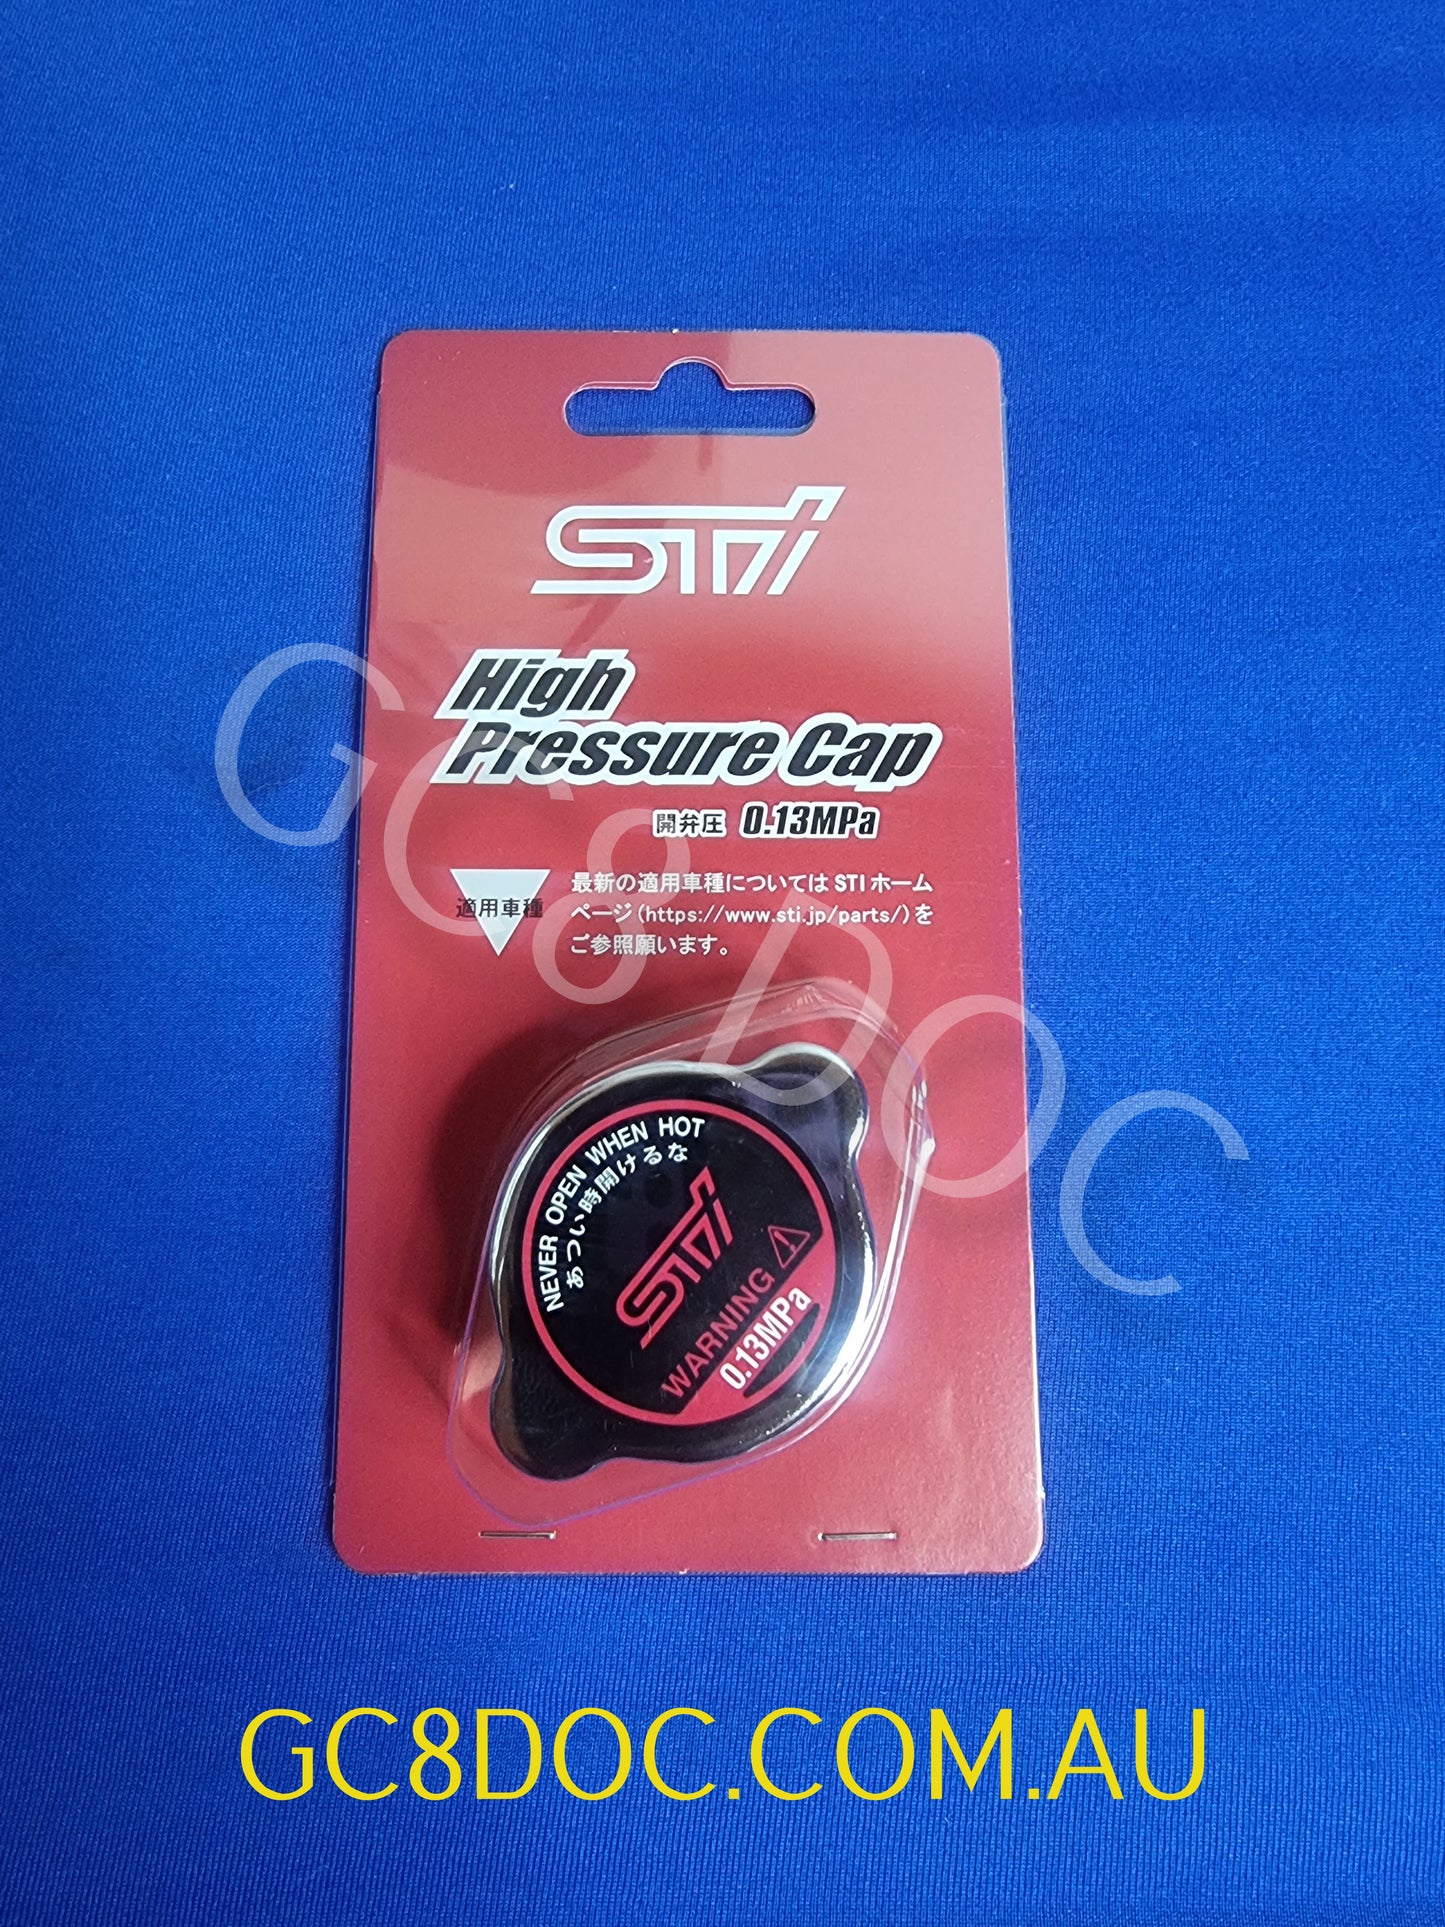 STI
High
Pressure Cap
開弁圧 0.13MPa
適用車種
最新の適用車種については STI ホーム
ページ(https://www.sti.jp/parts/)を
ご参照願います。
GC8 DOC
NEVER OPEN WHEN HOT
あつい時開けるな
STI
WARNING
0.13MPa
GC8DOC.COM.AU